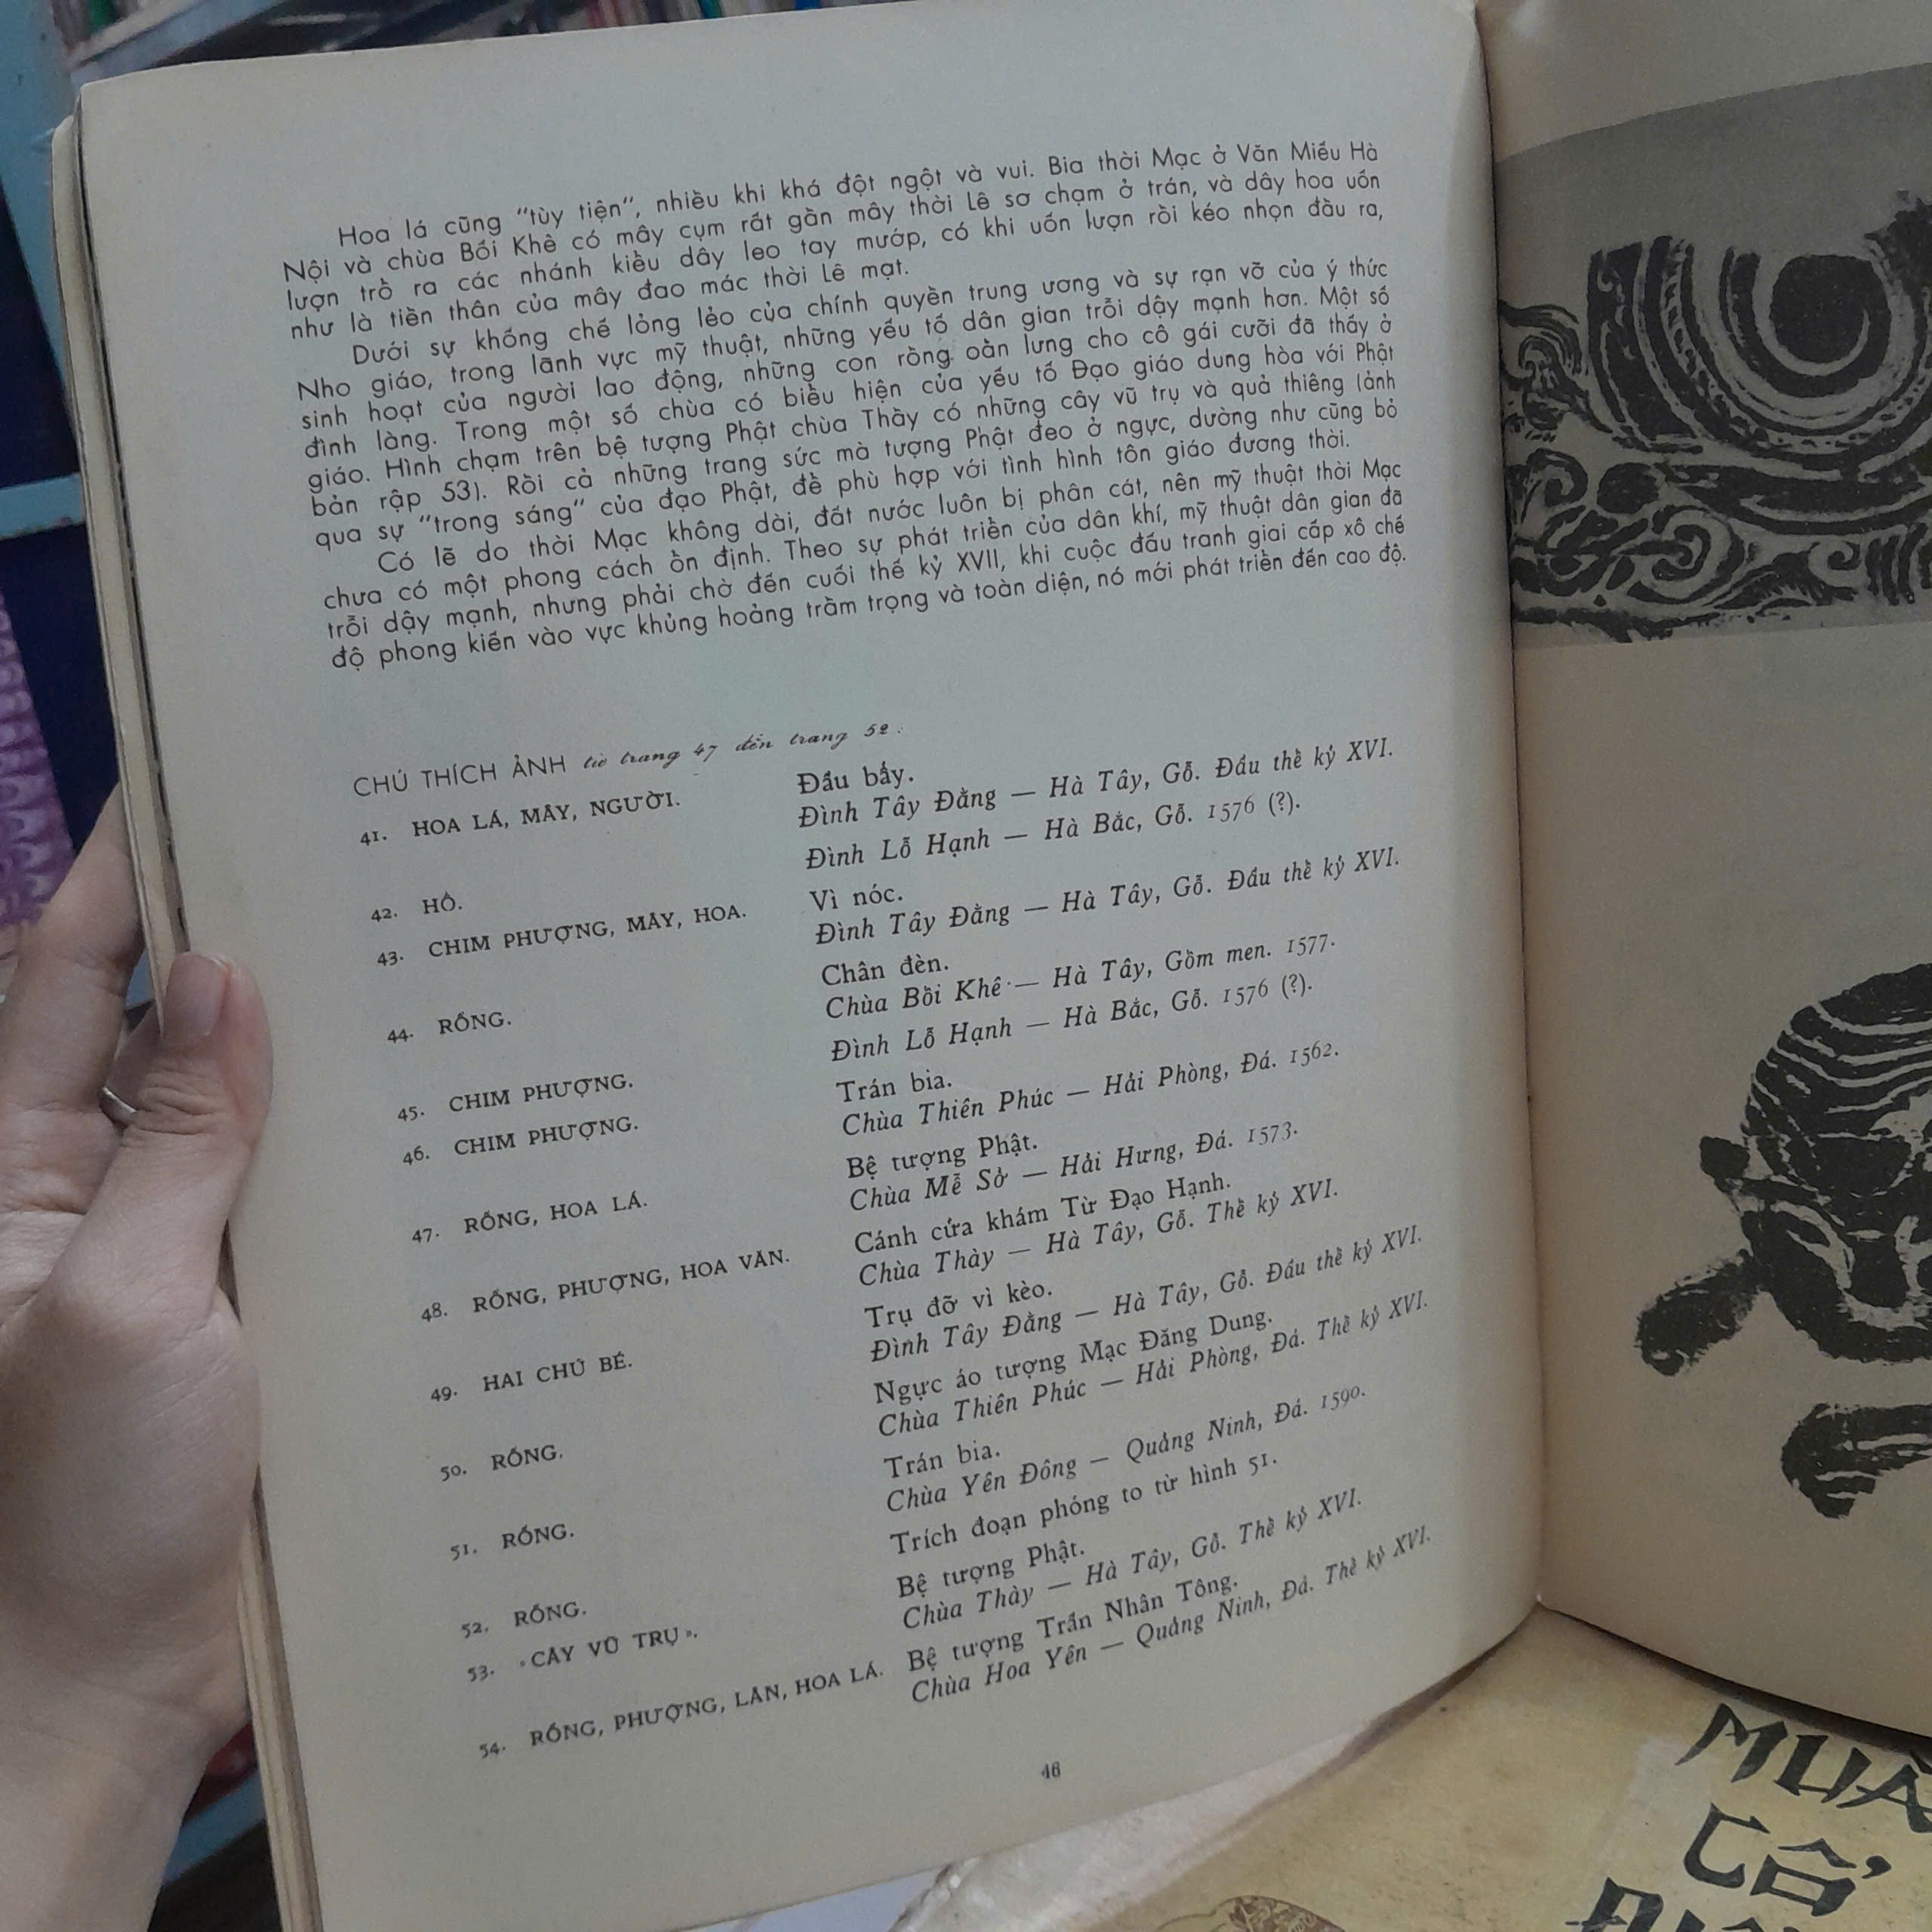 Hoa lá cũng "tùy tiện", nhiều khi khá đột ngột và vui. Bia thời Mạc ở Văn Miếu Hà
Nội và chùa Bối Khê có mây cụm rất gần mây thời Lê sơ chạm ở trán, và dây hoa uốn
lượn trổ ra các nhánh kiểu dây leo tay mướp, có khi uốn lượn rồi kéo nhọn đầu ra,
như là tiền thân của mây đao mác thời Lê mạt.
Dưới sự khống chế lỏng lẻo của chính quyền trung ương và sự rạn vỡ của ý thức
Nho giáo, trong lãnh vực mỹ thuật, những yếu tố dân gian trỗi dậy mạnh hơn. Một số
sinh hoạt của người lao động, những con rồng oằn lưng cho cô gái cưỡi đã thấy ở
đình làng. Trong một số chùa có biểu hiện của yếu tố Đạo giáo dung hòa với Phật
giáo. Hình chạm trên bệ tượng Phật chùa Thầy có những cây vũ trụ và quả thiêng (ảnh
bản rập 53). Rồi cả những trang sức mà tượng Phật đeo ở ngực, dường như cũng bỏ
qua sự "trong sáng" của đạo Phật, để phù hợp với tình hình tôn giáo đương thời.
Có lẽ do thời Mạc không dài, đất nước luôn bị phân cát, nên mỹ thuật thời Mạc
chưa có một phong cách ổn định. Theo sự phát triển của dân khí, mỹ thuật dân gian đã
trỗi dậy mạnh, nhưng phải chờ đến cuối thế kỷ XVII, khi cuộc đấu tranh giai cấp xô chế
độ phong kiến vào vực khủng hoảng trầm trọng và toàn diện, nó mới phát triển đến cao độ.
CHÚ THÍCH ẢNH từ trang 47 đến trang 52.
41. HOA LÁ, MÂY, NGƯỜI. Đầu bẩy.
Đình Tây Đằng — Hà Tây, Gỗ. Đầu thế kỷ XVI.
42. HỔ. Đình Lỗ Hạnh — Hà Bắc, Gỗ. 1576 (?).
43. CHIM PHƯỢNG, MÂY, HOA. Vì nóc.
Đình Tây Đằng — Hà Tây, Gỗ. Đầu thế kỷ XVI.
44. RỒNG. Chân đèn.
Chùa Bối Khê — Hà Tây, Gốm men. 1577.
45. CHIM PHƯỢNG. Đình Lỗ Hạnh — Hà Bắc, Gỗ. 1576 (?).
46. CHIM PHƯỢNG. Trán bia.
Chùa Thiên Phúc — Hải Phòng, Đá. 1562.
47. RỒNG, HOA LÁ. Bệ tượng Phật.
Chùa Mễ Sở — Hải Hưng, Đá. 1573.
48. RỒNG, PHƯỢNG, HOA VĂN. Cánh cửa khám Từ Đạo Hạnh.
Chùa Thày — Hà Tây, Gỗ. Thế kỷ XVI.
49. HAI CHÚ BÉ. Trụ đỡ vì kèo.
Đình Tây Đằng — Hà Tây, Gỗ. Đầu thế kỷ XVI.
50. RỒNG. Ngực áo tượng Mạc Đăng Dung.
Chùa Thiên Phúc — Hải Phòng, Đá. Thế kỷ XVI.
51. RỒNG. Trán bia.
Chùa Yên Đông — Quảng Ninh, Đá. 1590.
52. RỒNG. Trích đoạn phóng to từ hình 51.
53. «CÂY VŨ TRỤ». Bệ tượng Phật.
Chùa Thày — Hà Tây, Gỗ. Thế kỷ XVI.
54. RỒNG, PHƯỢNG, LÂN, HOA LÁ. Bệ tượng Trần Nhân Tông.
Chùa Hoa Yên — Quảng Ninh, Đá. Thế kỷ XVI.
46
CỔ